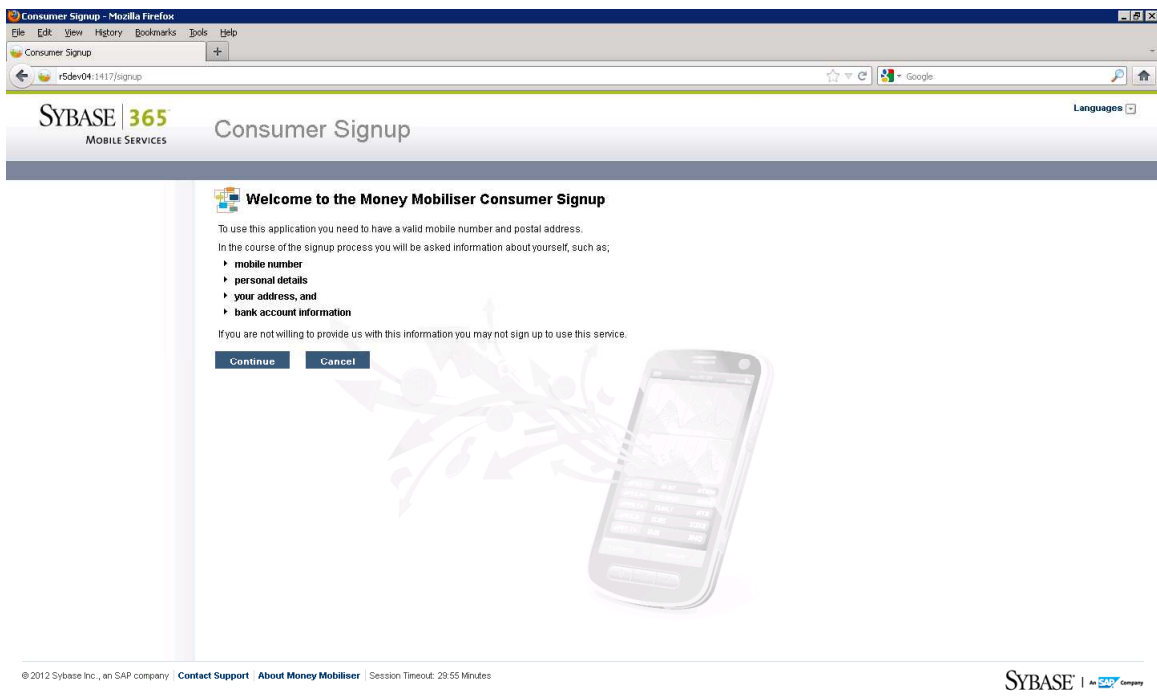 Consumer Signup - Mozilla Firefox
File Edit View History Bookmarks Tools Help
Consumer Signup
r5dev04:1417/signup
Google
SYBASE 365
MOBILE SERVICES
Consumer Signup
Languages
Welcome to the Money Mobiliser Consumer Signup
To use this application you need to have a valid mobile number and postal address.
In the course of the signup process you will be asked information about yourself, such as;
mobile number
personal details
your address, and
bank account information
If you are not willing to provide us with this information you may not sign up to use this service.
Continue Cancel
© 2012 Sybase Inc., an SAP company Contact Support About Money Mobiliser Session Timeout: 29:55 Minutes
SYBASE An SAP Company